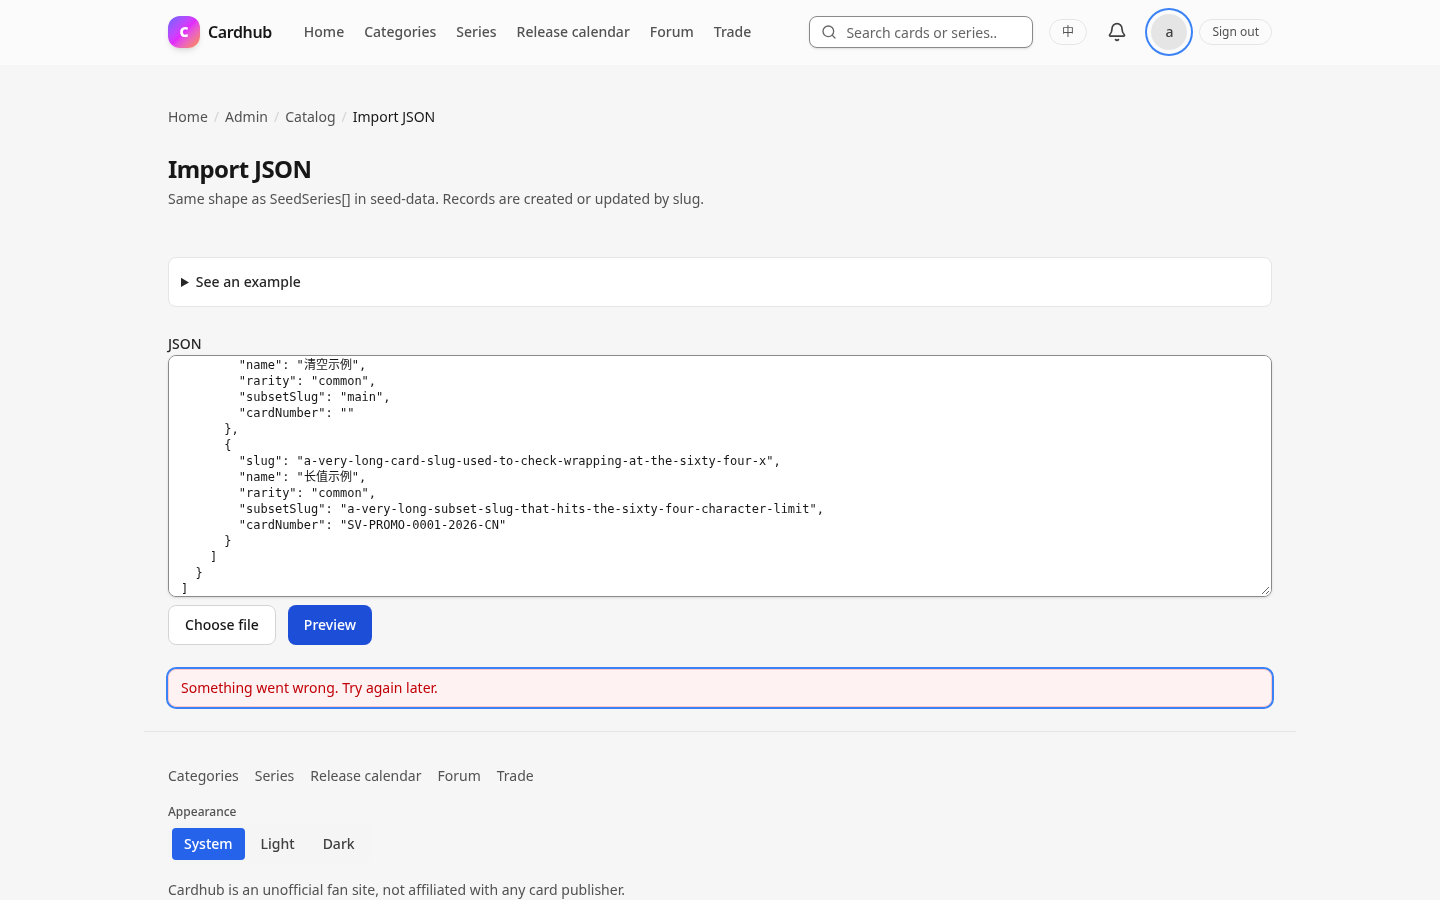 C Cardhub Home Categories Series Release calendar Forum Trade Search cards or series.. 中 a Sign out
Home / Admin / Catalog / Import JSON
Import JSON
Same shape as SeedSeries[] in seed-data. Records are created or updated by slug.
See an example
JSON
"name": "清空示例",
"rarity": "common",
"subsetSlug": "main",
"cardNumber": ""
},
{
"slug": "a-very-long-card-slug-used-to-check-wrapping-at-the-sixty-four-x",
"name": "长值示例",
"rarity": "common",
"subsetSlug": "a-very-long-subset-slug-that-hits-the-sixty-four-character-limit",
"cardNumber": "SV-PROMO-0001-2026-CN"
}
]
}
]
Choose file Preview
Something went wrong. Try again later.
Categories Series Release calendar Forum Trade
Appearance
System Light Dark
Cardhub is an unofficial fan site, not affiliated with any card publisher.